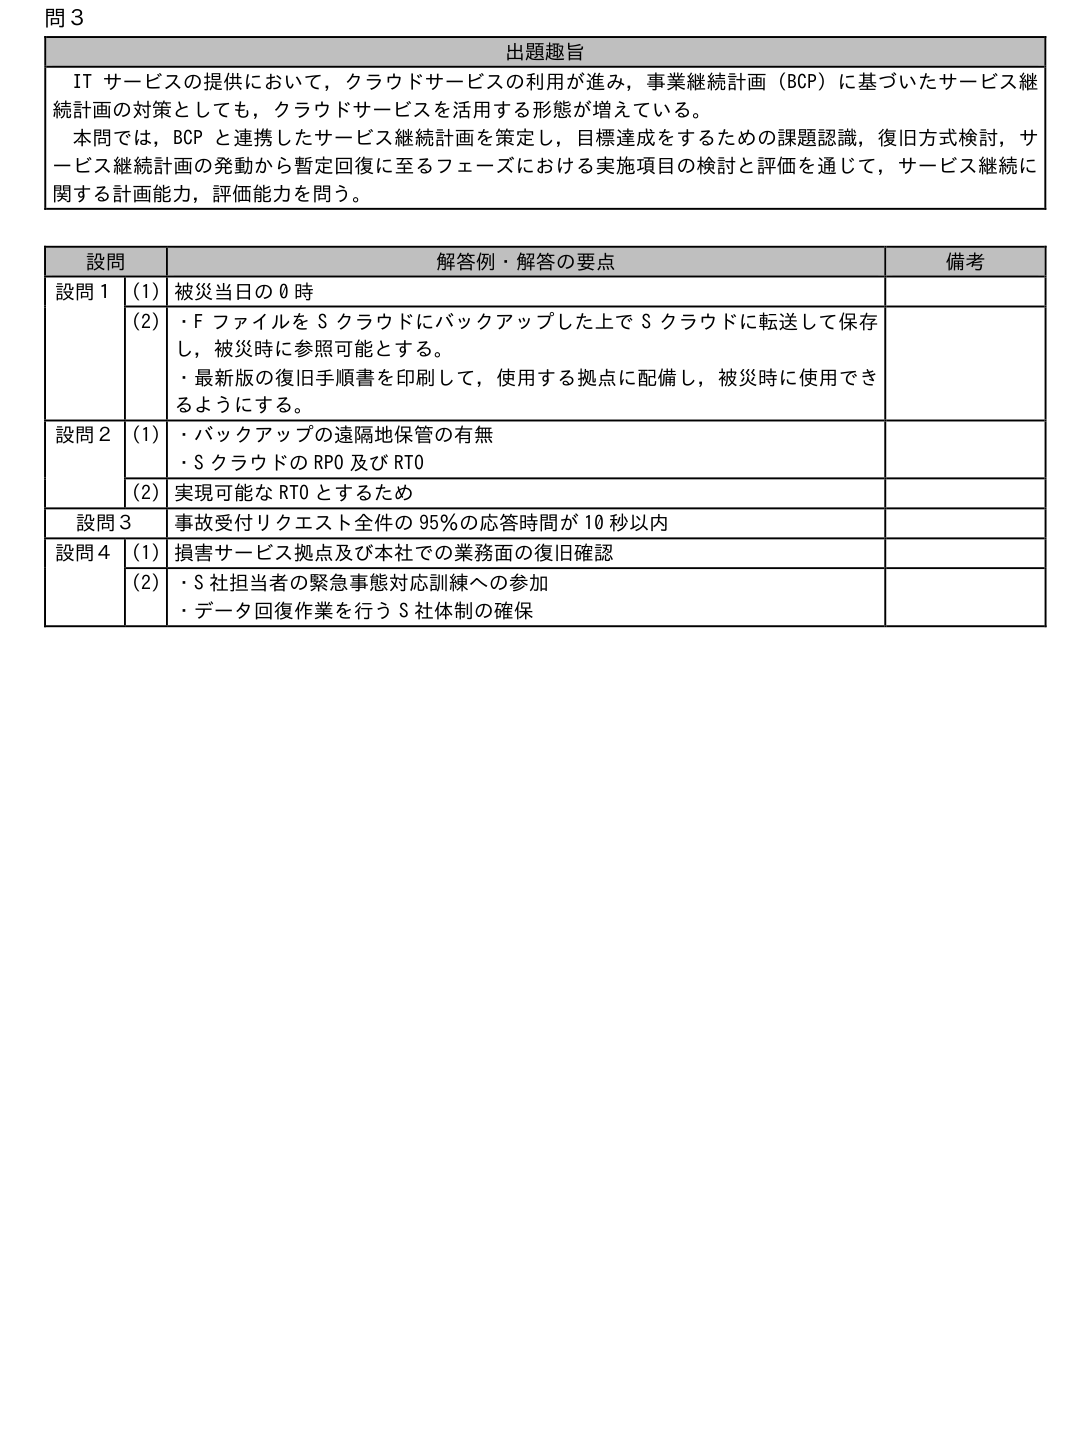 問３
出題趣旨
IT サービスの提供において，クラウドサービスの利用が進み，事業継続計画（BCP）に基づいたサービス継
続計画の対策としても，クラウドサービスを活用する形態が増えている。
本問では，BCP と連携したサービス継続計画を策定し，目標達成をするための課題認識，復旧方式検討，サ
ービス継続計画の発動から暫定回復に至るフェーズにおける実施項目の検討と評価を通じて，サービス継続に
関する計画能力，評価能力を問う。
設問 解答例・解答の要点 備考
設問１ (1) 被災当日の 0 時
(2) ・F ファイルを S クラウドにバックアップした上で S クラウドに転送して保存
し，被災時に参照可能とする。
・最新版の復旧手順書を印刷して，使用する拠点に配備し，被災時に使用でき
るようにする。
設問２ (1) ・バックアップの遠隔地保管の有無
・S クラウドの RPO 及び RTO
(2) 実現可能な RTO とするため
設問３ 事故受付リクエスト全件の 95％の応答時間が 10 秒以内
設問４ (1) 損害サービス拠点及び本社での業務面の復旧確認
(2) ・S 社担当者の緊急事態対応訓練への参加
・データ回復作業を行う S 社体制の確保